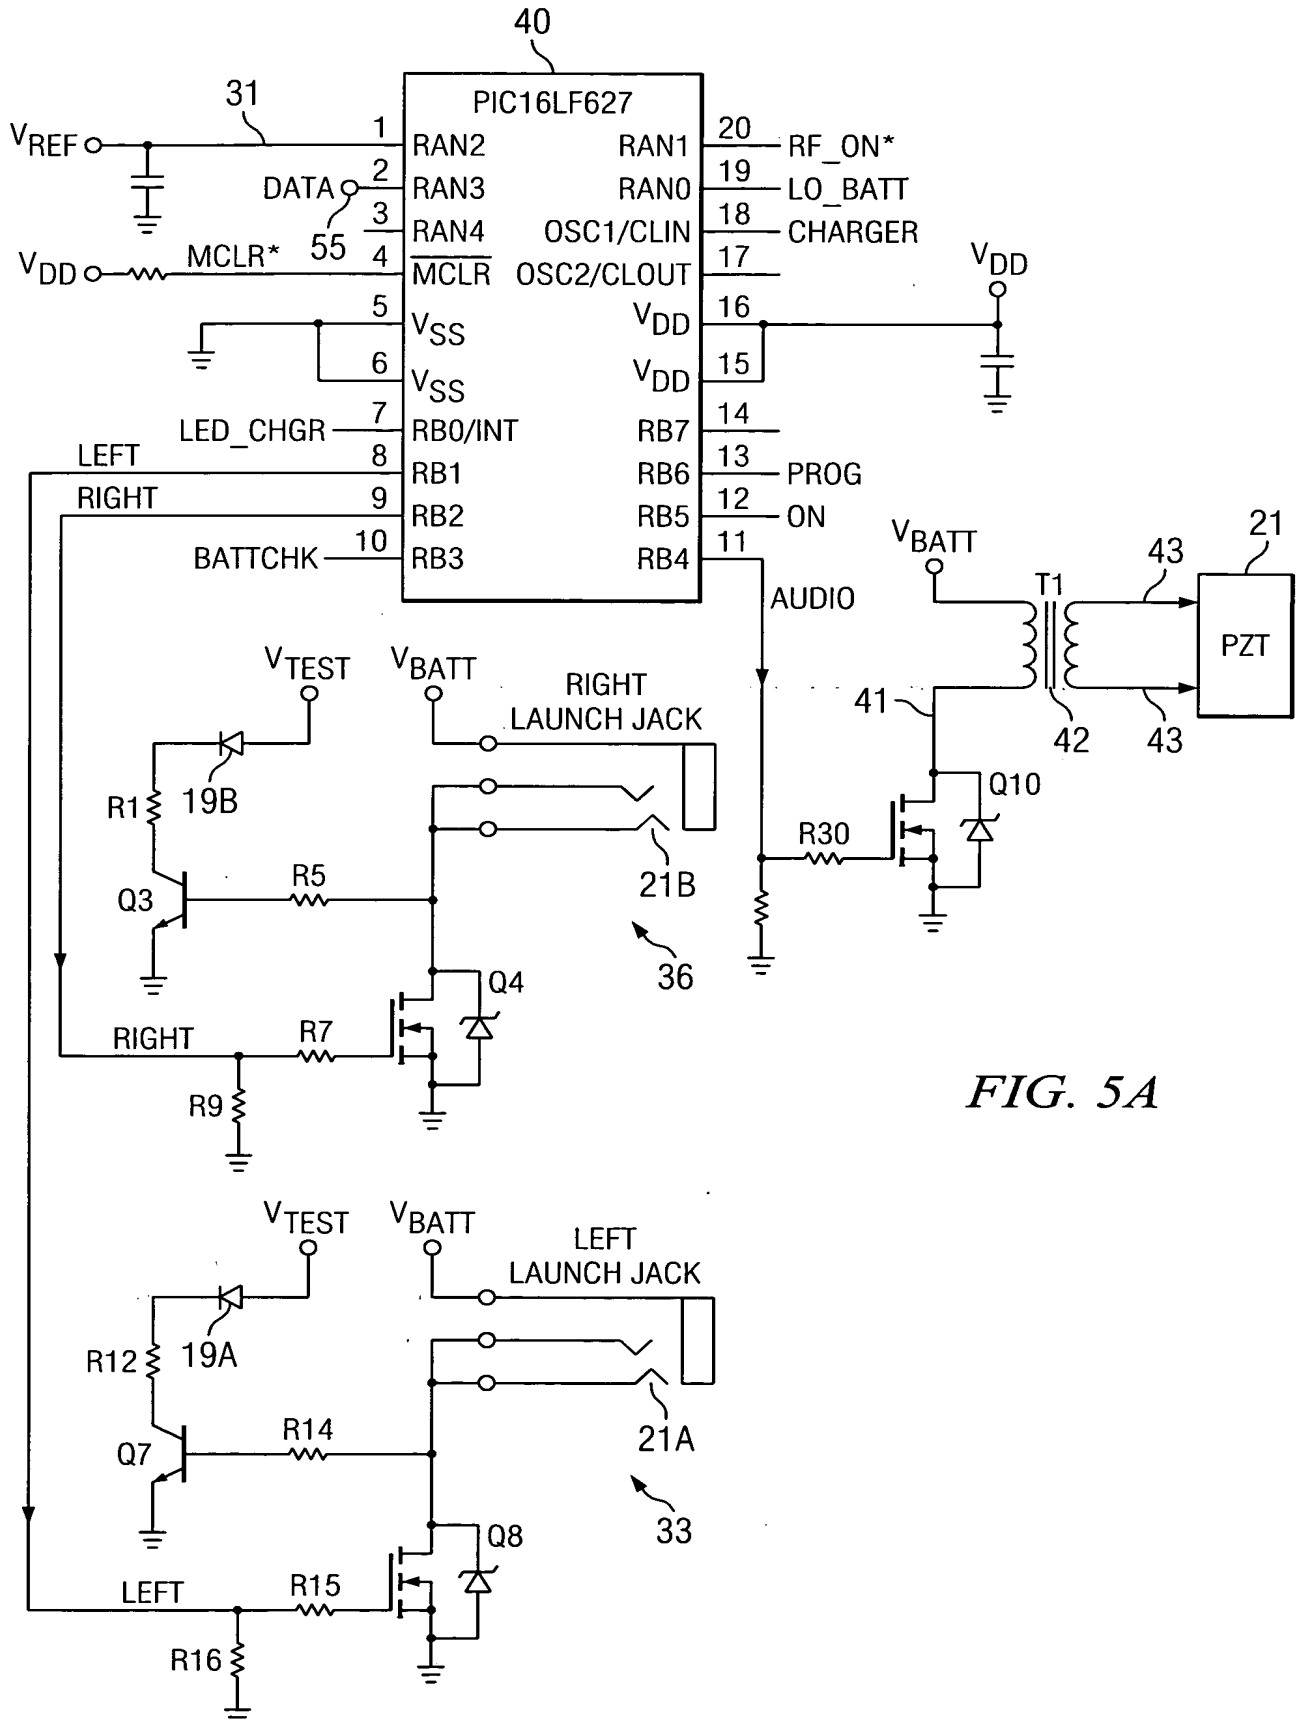 40
PIC16LF627
31
VREF
1 RAN2
RAN1 20 RF_ON*
DATA 2 RAN3
RAN0 19 LO_BATT
55
3 RAN4
OSC1/CLIN 18 CHARGER
VDD MCLR* 4 MCLR
OSC2/CLOUT 17
VDD
5 VSS
VDD 16
6 VSS
VDD 15
LED_CHGR 7 RB0/INT
RB7 14
LEFT 8 RB1
RB6 13 PROG
RIGHT 9 RB2
RB5 12 ON
BATTCHK 10 RB3
RB4 11
AUDIO
VBATT
T1
43
21
PZT
41
42
43
Q10
R30
VTEST
VBATT
RIGHT
LAUNCH JACK
R1
19B
Q3
R5
21B
36
Q4
RIGHT
R7
R9
FIG. 5A
VTEST
VBATT
LEFT
LAUNCH JACK
R12
19A
Q7
R14
21A
33
Q8
LEFT
R15
R16